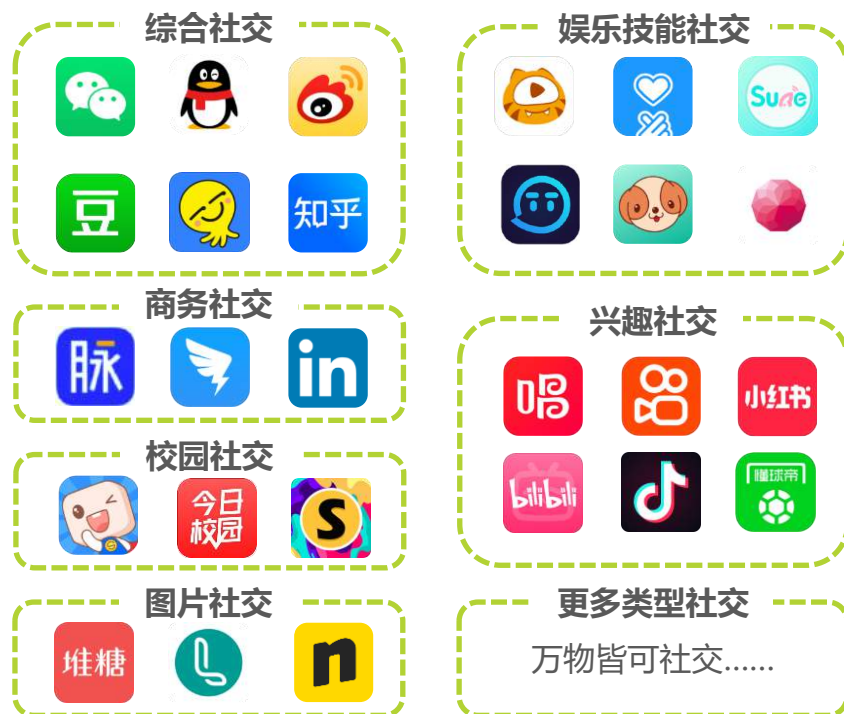 综合社交
豆
知乎
商务社交
脉
in
校园社交
今日
校园
S
图片社交
堆糖
L
n
娱乐技能社交
兴趣社交
唱吧
小红书
bilibili
懂球帝
更多类型社交
万物皆可社交......